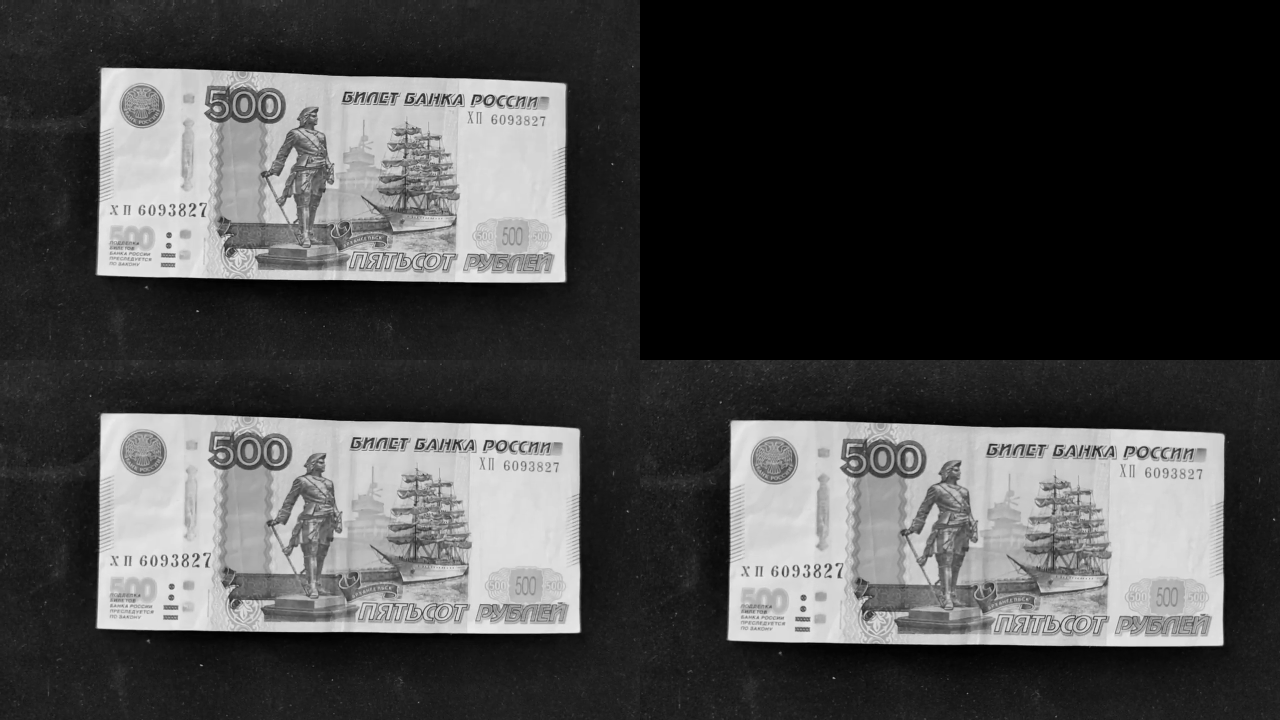 500
БИЛЕТ БАНКА РОССИИ
ХП 6093827
ХП 6093827
500
ПОДДЕЛКА
БИЛЕТОВ
БАНКА РОССИИ
ПРЕСЛЕДУЕТСЯ
ПО ЗАКОНУ
500 500 500
ПЯТЬСОТ РУБЛЕЙ
500
БИЛЕТ БАНКА РОССИИ
ХП 6093827
ХП 6093827
500
ПОДДЕЛКА
БИЛЕТОВ
БАНКА РОССИИ
ПРЕСЛЕДУЕТСЯ
ПО ЗАКОНУ
500 500 500
ПЯТЬСОТ РУБЛЕЙ
500
БИЛЕТ БАНКА РОССИИ
ХП 6093827
ХП 6093827
500
ПОДДЕЛКА
БИЛЕТОВ
БАНКА РОССИИ
ПРЕСЛЕДУЕТСЯ
ПО ЗАКОНУ
500 500 500
ПЯТЬСОТ РУБЛЕЙ